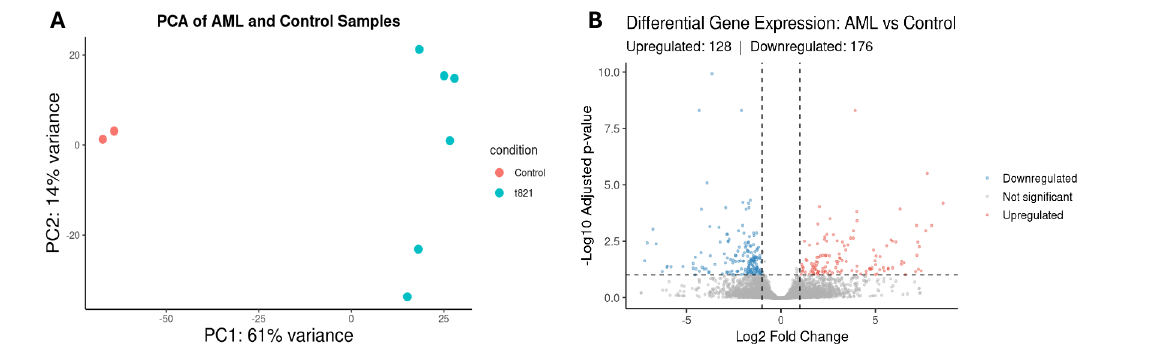 A
PCA of AML and Control Samples
PC2: 14% variance
20
0
-20
-50
-25
0
25
PC1: 61% variance
condition
Control
t821
B
Differential Gene Expression: AML vs Control
Upregulated: 128 | Downregulated: 176
-Log10 Adjusted p-value
10.0
7.5
5.0
2.5
0.0
-5
0
5
Log2 Fold Change
Downregulated
Not significant
Upregulated